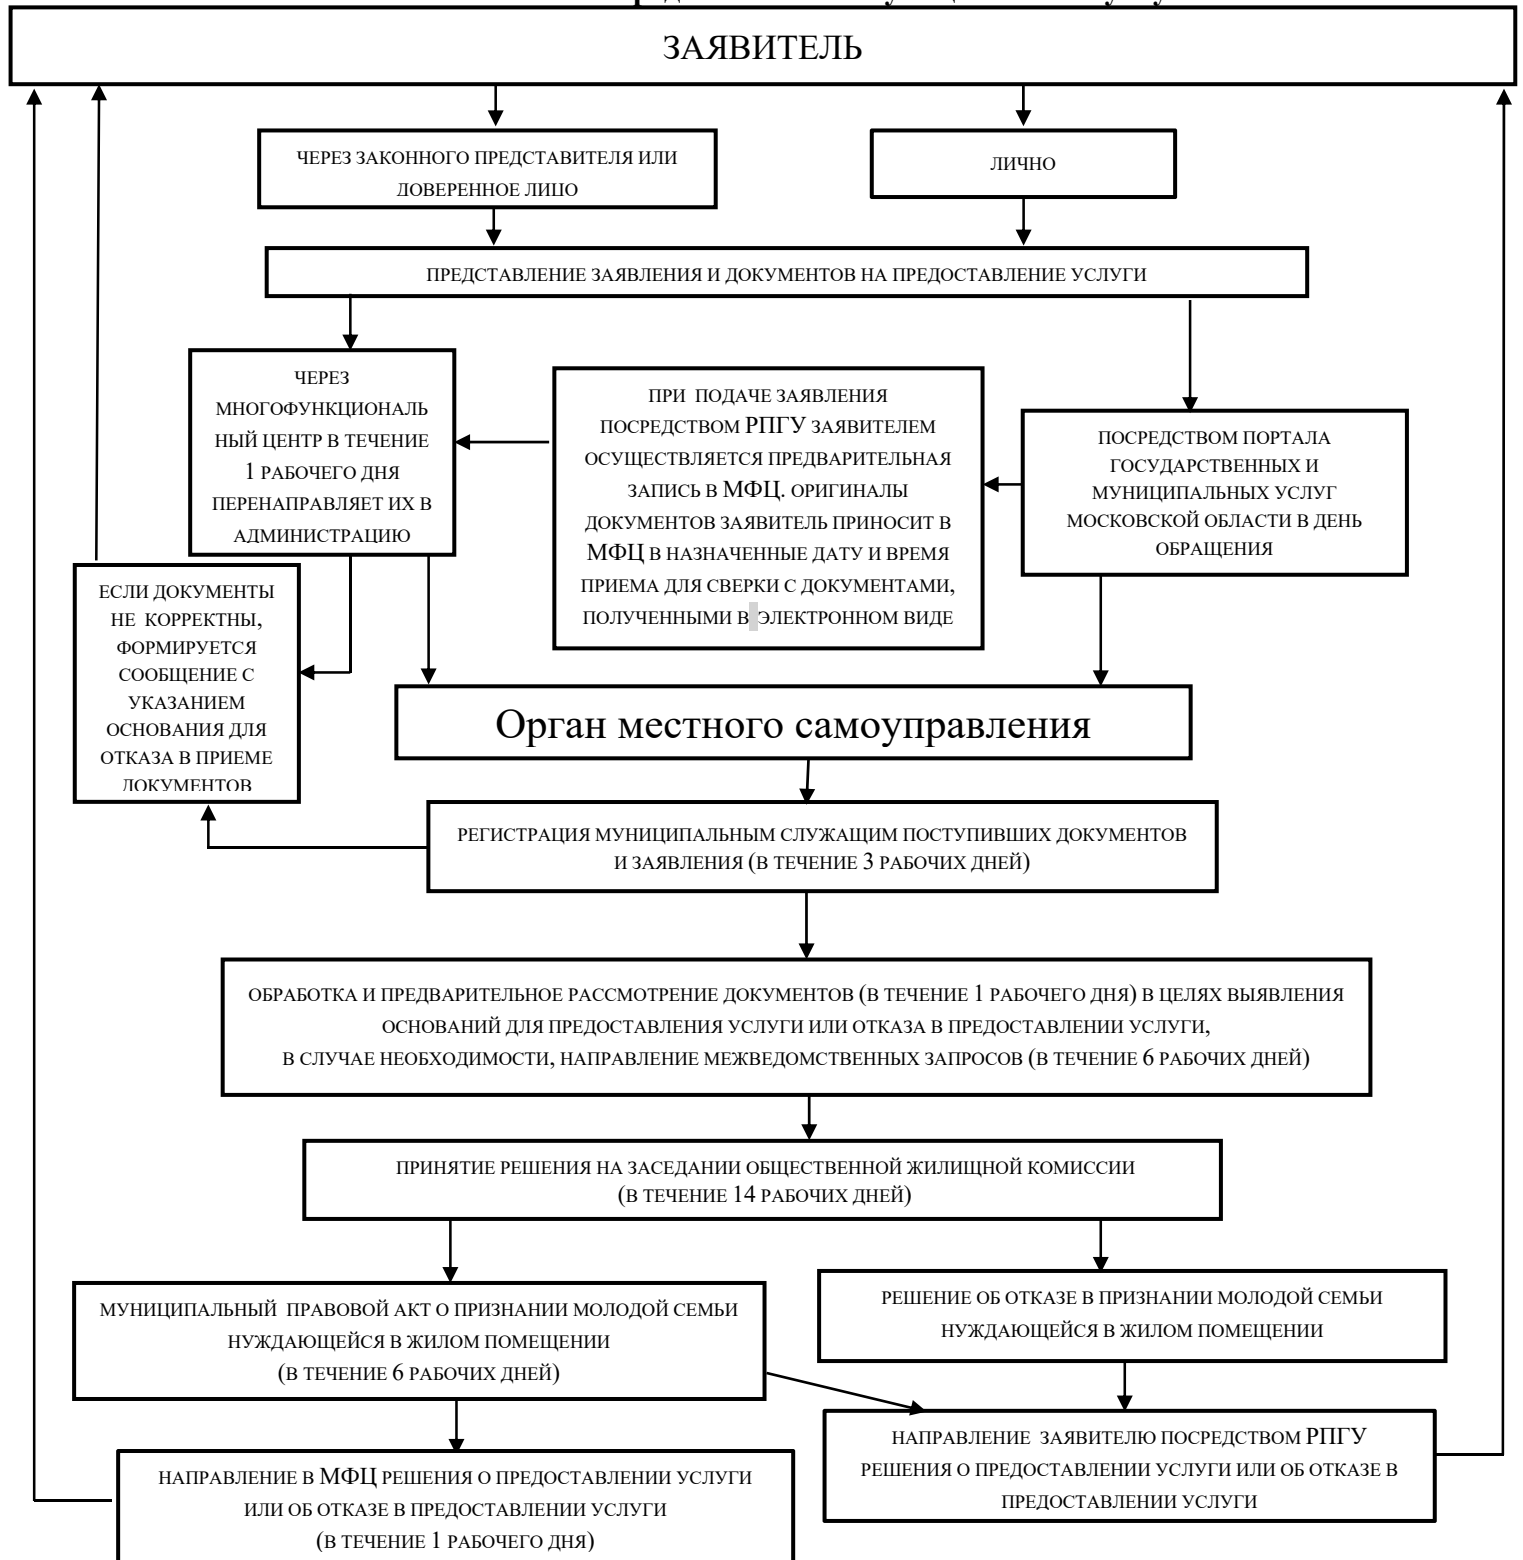 ЗАЯВИТЕЛЬ
ЧЕРЕЗ ЗАКОННОГО ПРЕДСТАВИТЕЛЯ ИЛИ
ДОВЕРЕННОЕ ЛИЦО
ЛИЧНО
ПРЕДСТАВЛЕНИЕ ЗАЯВЛЕНИЯ И ДОКУМЕНТОВ НА ПРЕДОСТАВЛЕНИЕ УСЛУГИ
ЧЕРЕЗ
МНОГОФУНКЦИОНАЛЬ
НЫЙ ЦЕНТР В ТЕЧЕНИЕ
1 РАБОЧЕГО ДНЯ
ПЕРЕНАПРАВЛЯЕТ ИХ В
АДМИНИСТРАЦИЮ
ПРИ ПОДАЧЕ ЗАЯВЛЕНИЯ
ПОСРЕДСТВОМ РПГУ ЗАЯВИТЕЛЕМ
ОСУЩЕСТВЛЯЕТСЯ ПРЕДВАРИТЕЛЬНАЯ
ЗАПИСЬ В МФЦ. ОРИГИНАЛЫ
ДОКУМЕНТОВ ЗАЯВИТЕЛЬ ПРИНОСИТ В
МФЦ В НАЗНАЧЕННЫЕ ДАТУ И ВРЕМЯ
ПРИЕМА ДЛЯ СВЕРКИ С ДОКУМЕНТАМИ,
ПОЛУЧЕННЫМИ В ЭЛЕКТРОННОМ ВИДЕ
ПОСРЕДСТВОМ ПОРТАЛА
ГОСУДАРСТВЕННЫХ И
МУНИЦИПАЛЬНЫХ УСЛУГ
МОСКОВСКОЙ ОБЛАСТИ В ДЕНЬ
ОБРАЩЕНИЯ
ЕСЛИ ДОКУМЕНТЫ
НЕ КОРРЕКТНЫ,
ФОРМИРУЕТСЯ
СООБЩЕНИЕ С
УКАЗАНИЕМ
ОСНОВАНИЯ ДЛЯ
ОТКАЗА В ПРИЕМЕ
ДОКУМЕНТОВ
Орган местного самоуправления
РЕГИСТРАЦИЯ МУНИЦИПАЛЬНЫМ СЛУЖАЩИМ ПОСТУПИВШИХ ДОКУМЕНТОВ
И ЗАЯВЛЕНИЯ (В ТЕЧЕНИЕ 3 РАБОЧИХ ДНЕЙ)
ОБРАБОТКА И ПРЕДВАРИТЕЛЬНОЕ РАССМОТРЕНИЕ ДОКУМЕНТОВ (В ТЕЧЕНИЕ 1 РАБОЧЕГО ДНЯ) В ЦЕЛЯХ ВЫЯВЛЕНИЯ
ОСНОВАНИЙ ДЛЯ ПРЕДОСТАВЛЕНИЯ УСЛУГИ ИЛИ ОТКАЗА В ПРЕДОСТАВЛЕНИИ УСЛУГИ,
В СЛУЧАЕ НЕОБХОДИМОСТИ, НАПРАВЛЕНИЕ МЕЖВЕДОМСТВЕННЫХ ЗАПРОСОВ (В ТЕЧЕНИЕ 6 РАБОЧИХ ДНЕЙ)
ПРИНЯТИЕ РЕШЕНИЯ НА ЗАСЕДАНИИ ОБЩЕСТВЕННОЙ ЖИЛИЩНОЙ КОМИССИИ
(В ТЕЧЕНИЕ 14 РАБОЧИХ ДНЕЙ)
МУНИЦИПАЛЬНЫЙ ПРАВОВОЙ АКТ О ПРИЗНАНИИ МОЛОДОЙ СЕМЬИ
НУЖДАЮЩЕЙСЯ В ЖИЛОМ ПОМЕЩЕНИИ
(В ТЕЧЕНИЕ 6 РАБОЧИХ ДНЕЙ)
РЕШЕНИЕ ОБ ОТКАЗЕ В ПРИЗНАНИИ МОЛОДОЙ СЕМЬИ
НУЖДАЮЩЕЙСЯ В ЖИЛОМ ПОМЕЩЕНИИ
НАПРАВЛЕНИЕ В МФЦ РЕШЕНИЯ О ПРЕДОСТАВЛЕНИИ УСЛУГИ
ИЛИ ОБ ОТКАЗЕ В ПРЕДОСТАВЛЕНИИ УСЛУГИ
(В ТЕЧЕНИЕ 1 РАБОЧЕГО ДНЯ)
НАПРАВЛЕНИЕ ЗАЯВИТЕЛЮ ПОСРЕДСТВОМ РПГУ
РЕШЕНИЯ О ПРЕДОСТАВЛЕНИИ УСЛУГИ ИЛИ ОБ ОТКАЗЕ В
ПРЕДОСТАВЛЕНИИ УСЛУГИ